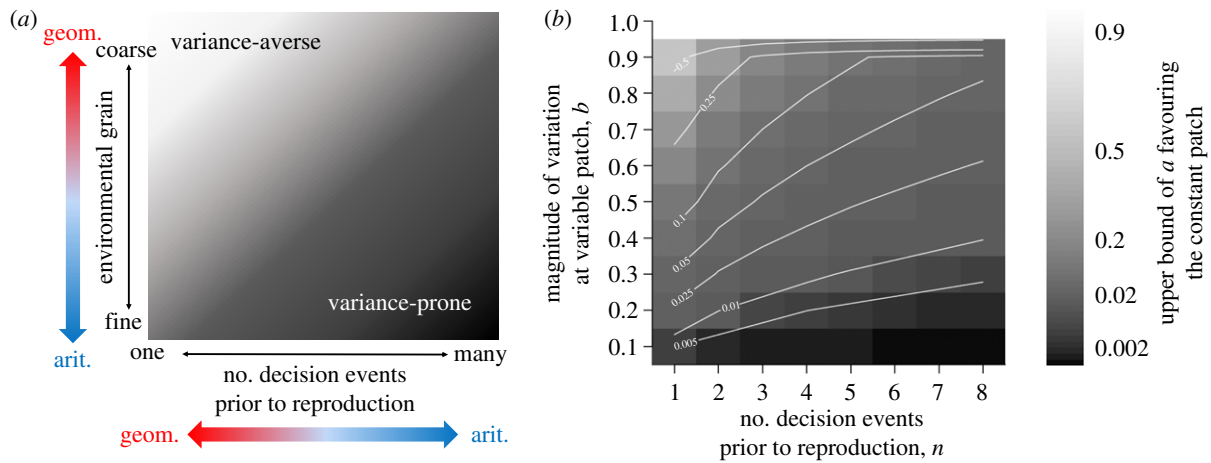 (a)
geom.
coarse
variance-averse
environmental grain
variance-prone
fine
arit.
one
many
no. decision events
prior to reproduction
geom.
arit.
(b)
magnitude of variation
at variable patch, b
1.0
0.9
0.8
0.7
0.6
0.5
0.4
0.3
0.2
0.1
-0.5
0.25
0.1
0.05
0.025
0.01
0.005
1 2 3 4 5 6 7 8
no. decision events
prior to reproduction, n
0.9
0.5
0.2
0.02
0.002
upper bound of a favouring
the constant patch